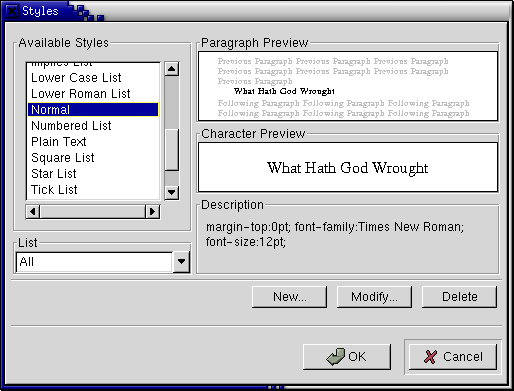 Styles
Available Styles
Implies List
Lower Case List
Lower Roman List
Normal
Numbered List
Plain Text
Square List
Star List
Tick List
List
All
Paragraph Preview
Previous Paragraph Previous Paragraph Previous
Paragraph Previous Paragraph Previous Paragraph
Previous Paragraph
What Hath God Wrought
Following Paragraph Following Paragraph Following
Following Paragraph Following Paragraph Following Paragraph
Character Preview
What Hath God Wrought
Description
margin-top:0pt; font-family:Times New Roman;
font-size:12pt;
New...
Modify...
Delete
OK
Cancel